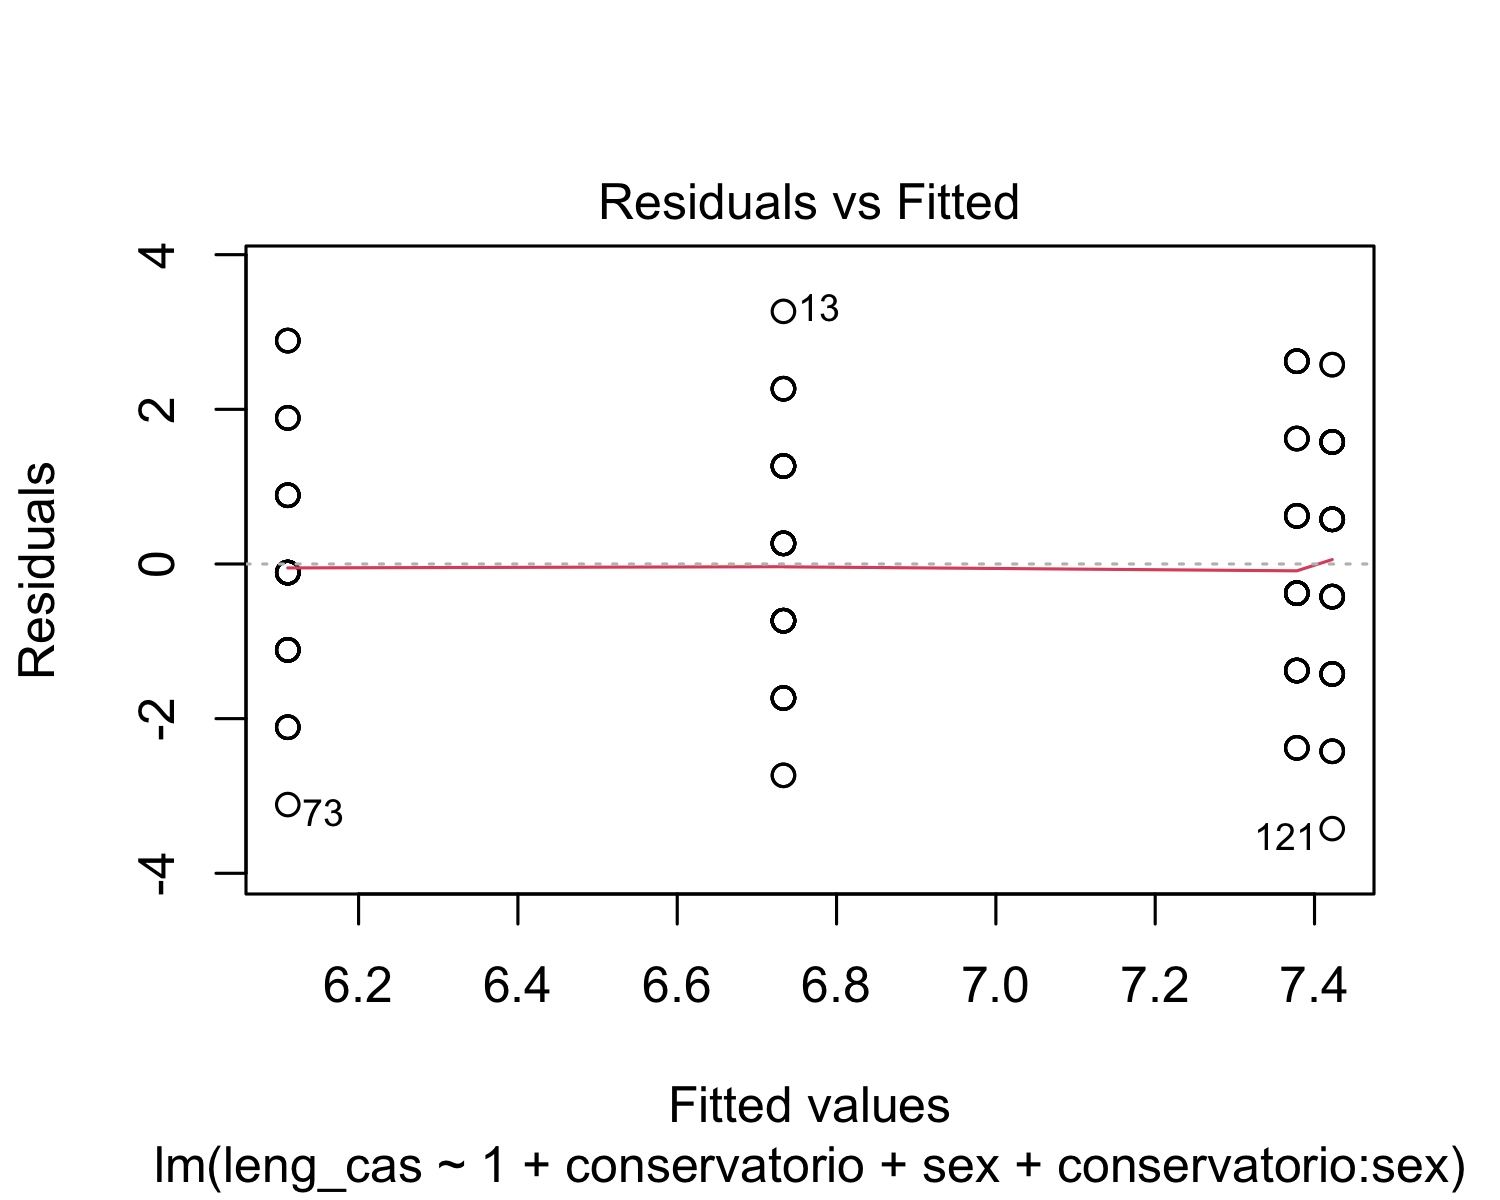 Residuals vs Fitted
4
2
0
-2
-4
Residuals
13
73
121
6.2 6.4 6.6 6.8 7.0 7.2 7.4
Fitted values
lm(leng_cas ~ 1 + conservatorio + sex + conservatorio:sex)